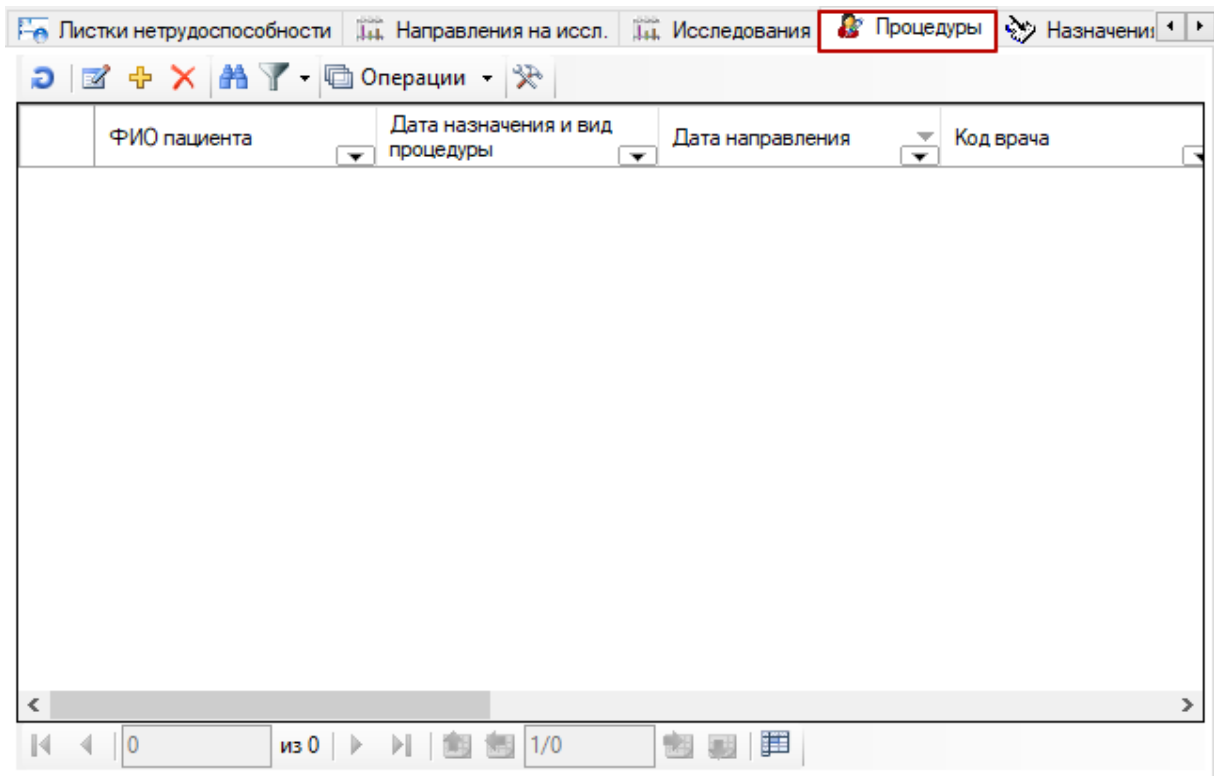 Листки нетрудоспособности Направления на иссл. Исследования Процедуры Назначени
Операции
ФИО пациента Дата назначения и вид процедуры Дата направления Код врача
0 из 0 1/0